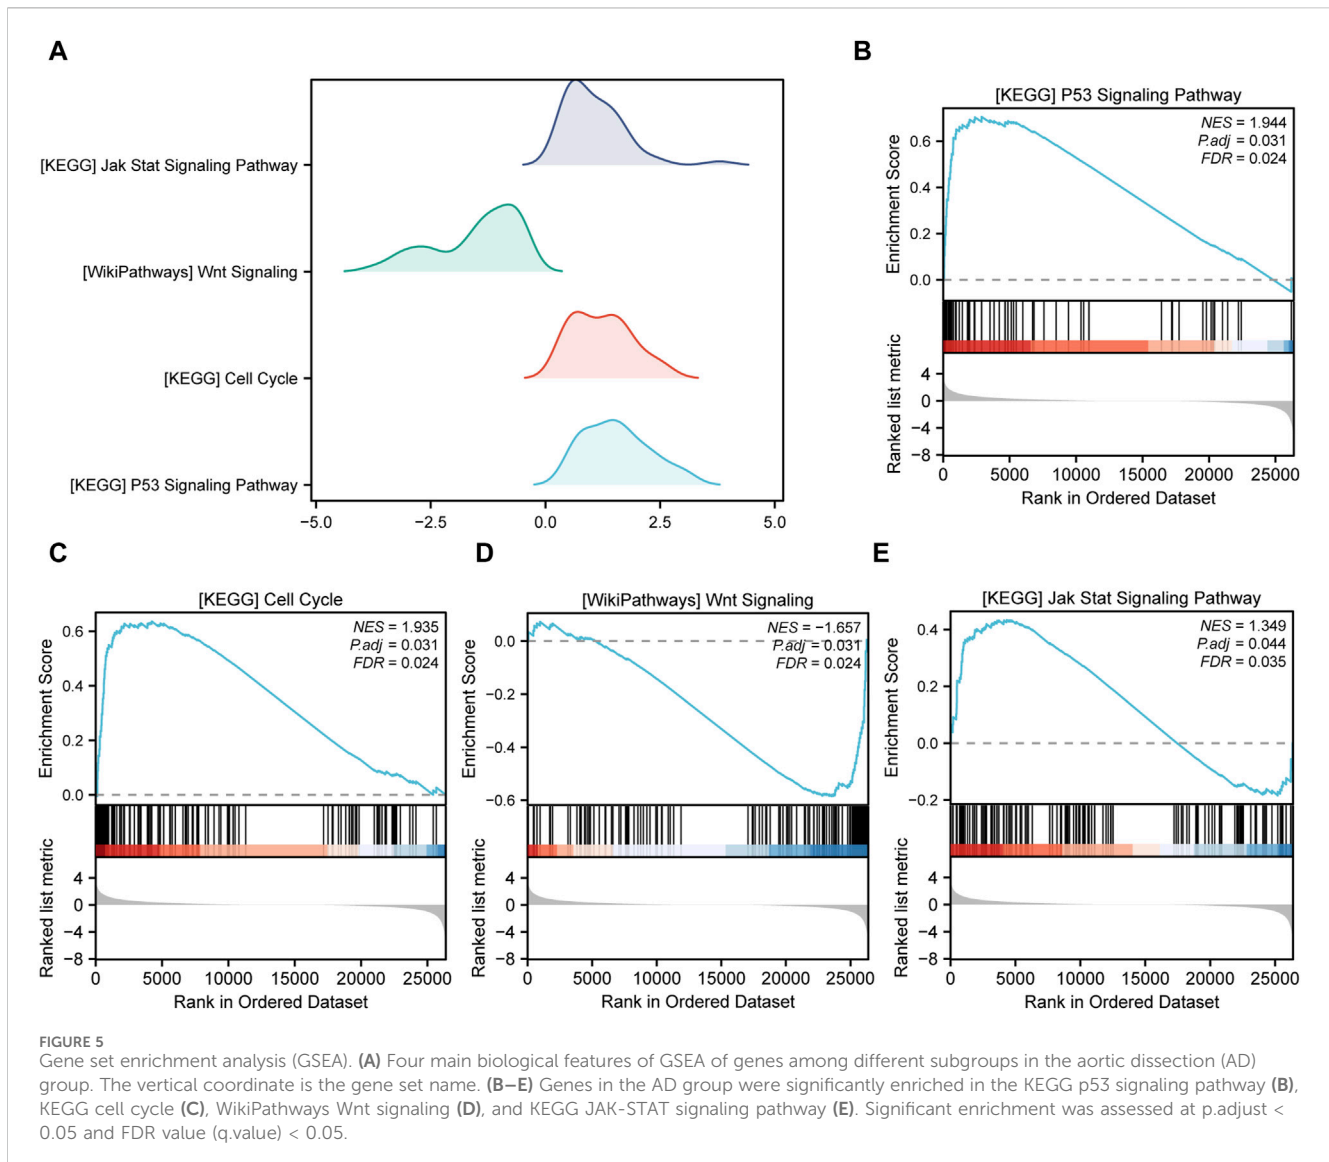 A
[KEGG] Jak Stat Signaling Pathway
[WikiPathways] Wnt Signaling
[KEGG] Cell Cycle
[KEGG] P53 Signaling Pathway
−5.0 −2.5 0.0 2.5 5.0
B
[KEGG] P53 Signaling Pathway
NES = 1.944
P.adj = 0.031
FDR = 0.024
Enrichment Score
0.6
0.4
0.2
0.0
Ranked list metric
4
0
−4
−8
0 5000 10000 15000 20000 25000
Rank in Ordered Dataset
C
[KEGG] Cell Cycle
NES = 1.935
P.adj = 0.031
FDR = 0.024
Enrichment Score
0.6
0.4
0.2
0.0
Ranked list metric
4
0
−4
−8
0 5000 10000 15000 20000 25000
Rank in Ordered Dataset
D
[WikiPathways] Wnt Signaling
NES = −1.657
P.adj = 0.031
FDR = 0.024
Enrichment Score
0.0
−0.2
−0.4
−0.6
Ranked list metric
4
0
−4
−8
0 5000 10000 15000 20000 25000
Rank in Ordered Dataset
E
[KEGG] Jak Stat Signaling Pathway
NES = 1.349
P.adj = 0.044
FDR = 0.035
Enrichment Score
0.4
0.2
0.0
−0.2
Ranked list metric
4
0
−4
−8
0 5000 10000 15000 20000 25000
Rank in Ordered Dataset
FIGURE 5
Gene set enrichment analysis (GSEA). (A) Four main biological features of GSEA of genes among different subgroups in the aortic dissection (AD)
group. The vertical coordinate is the gene set name. (B–E) Genes in the AD group were significantly enriched in the KEGG p53 signaling pathway (B),
KEGG cell cycle (C), WikiPathways Wnt signaling (D), and KEGG JAK-STAT signaling pathway (E). Significant enrichment was assessed at p.adjust <
0.05 and FDR value (q.value) < 0.05.